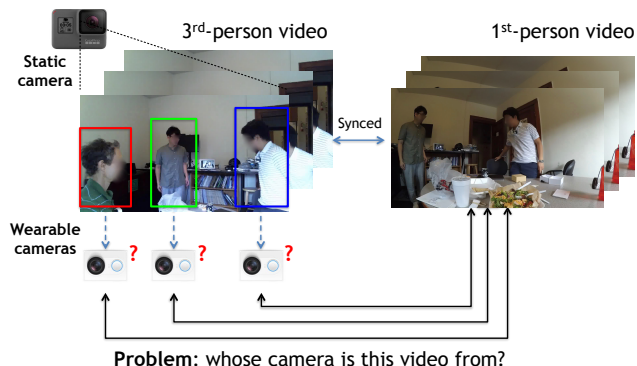 3rd-person video
1st-person video
Static
camera
Synced
Wearable
cameras
? ? ?
Problem: whose camera is this video from?